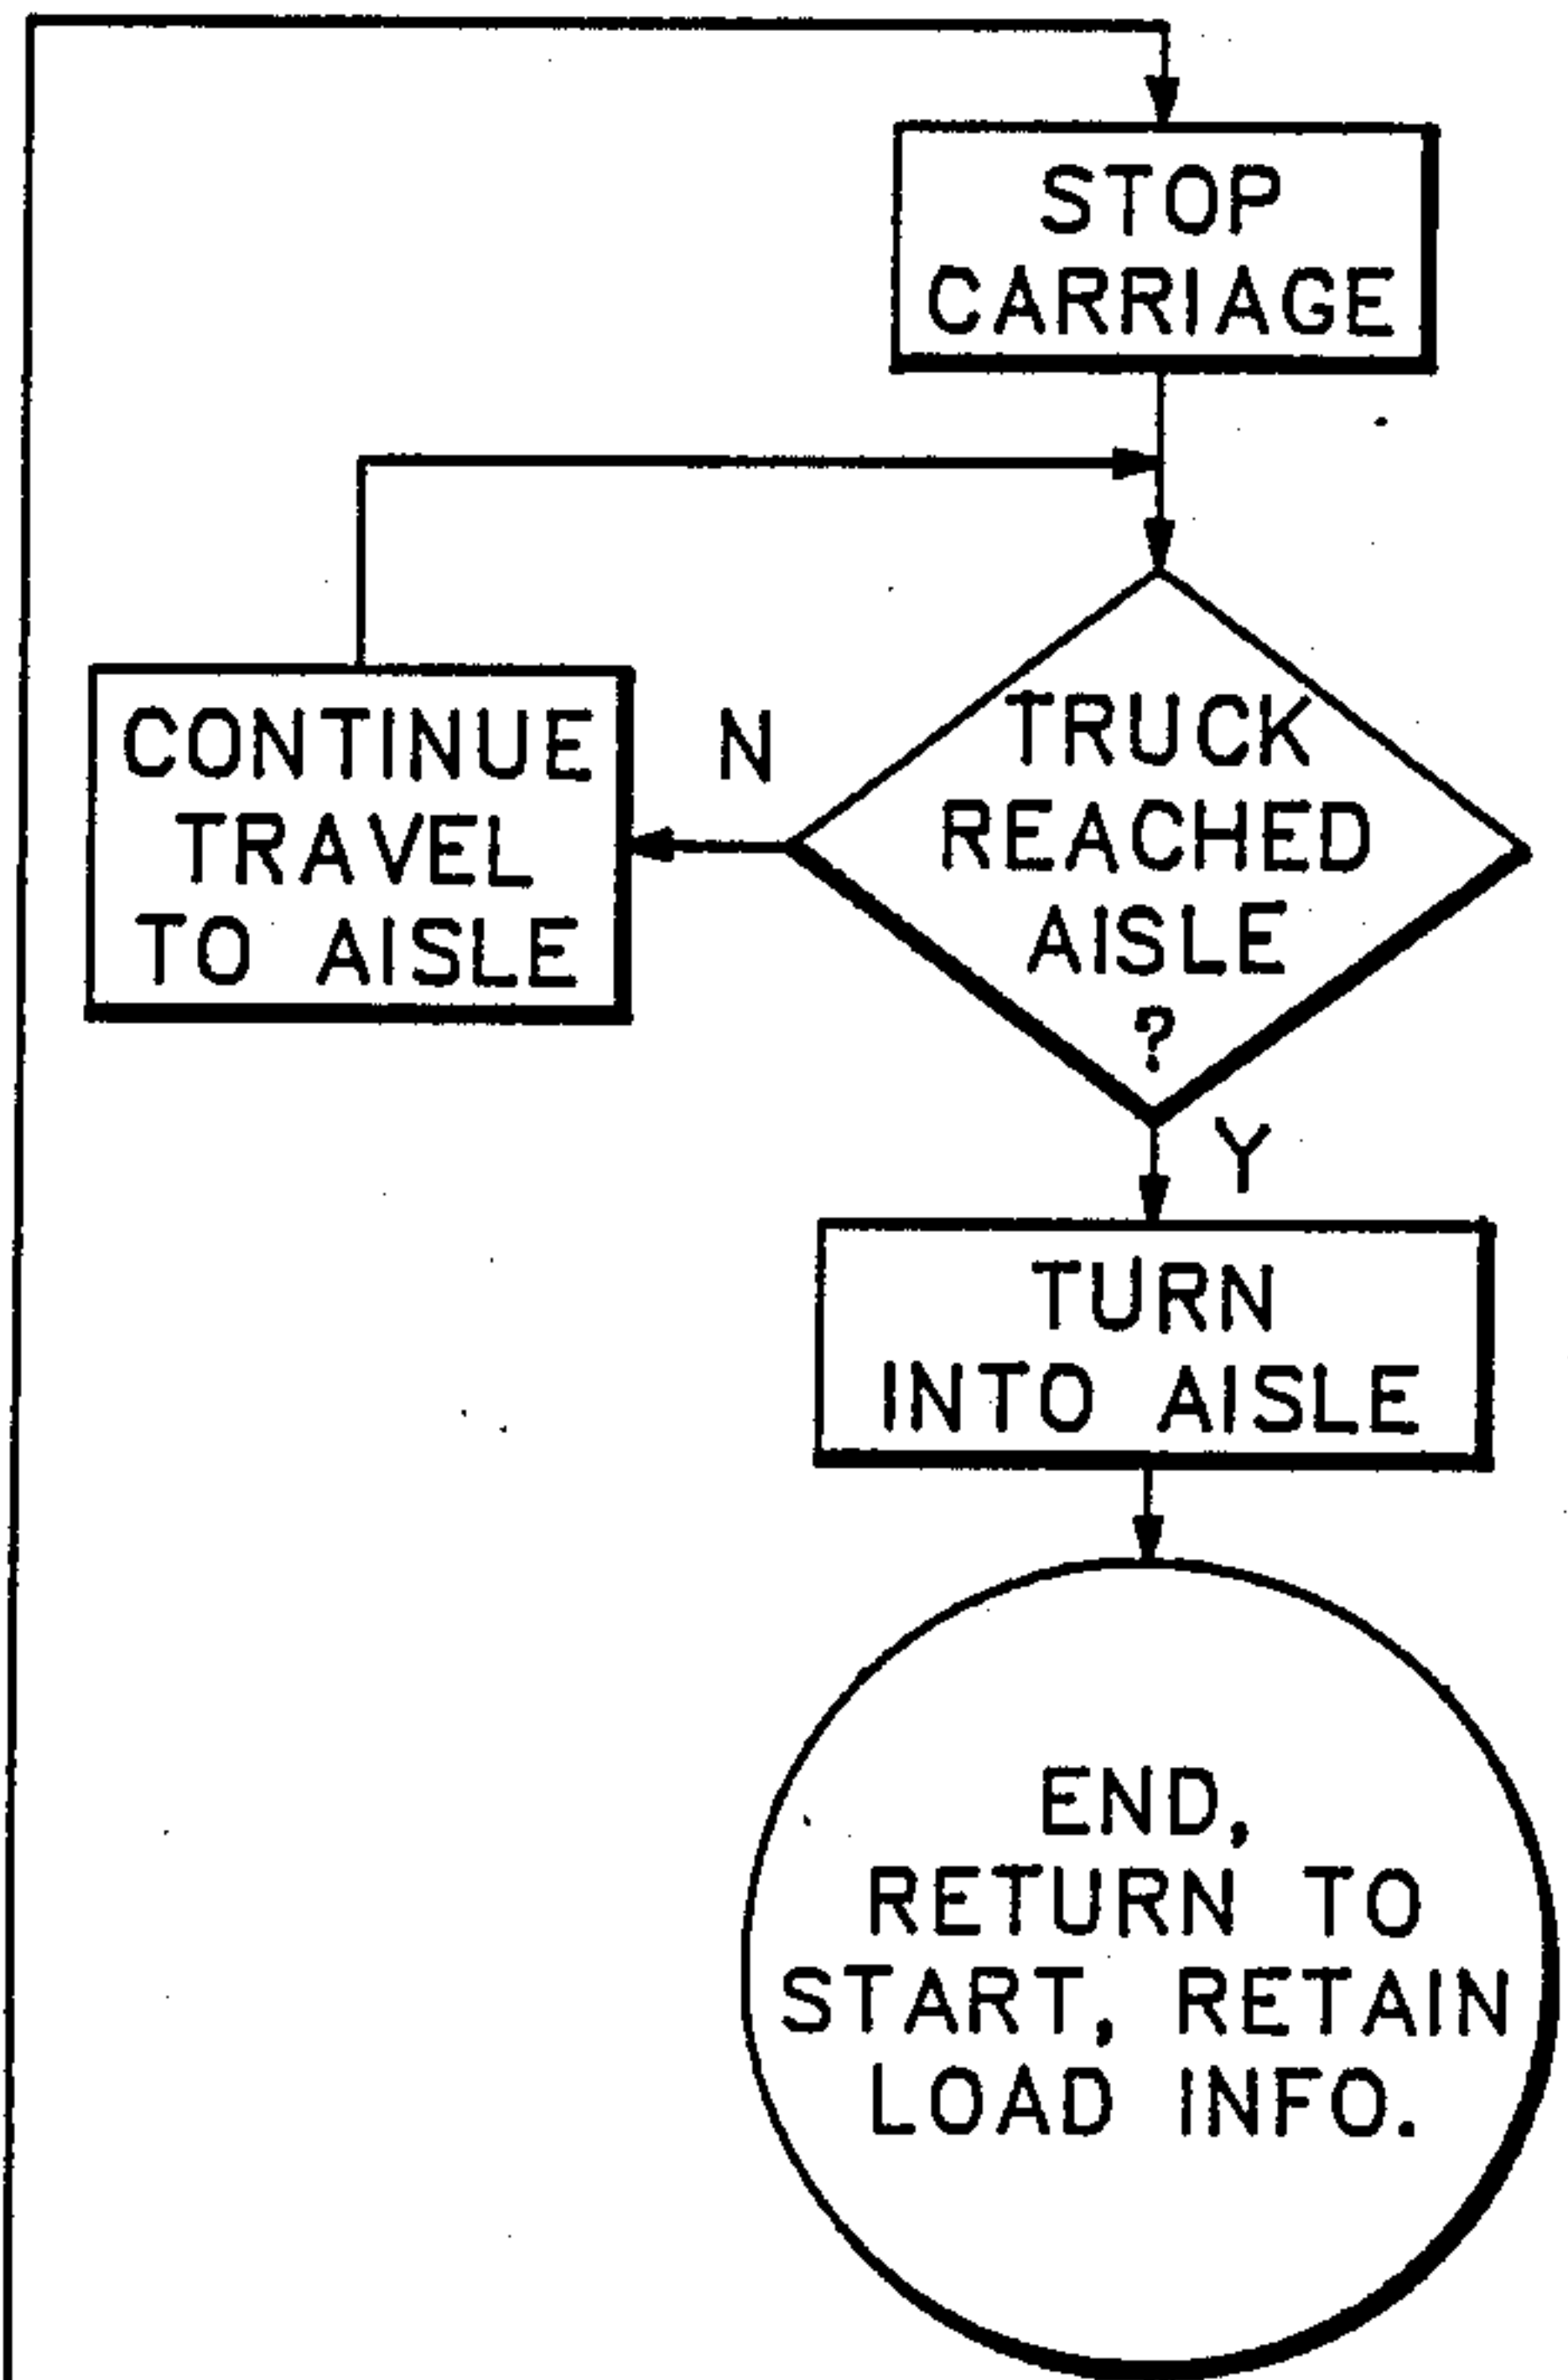 STOP
CARRIAGE
CONTINUE
TRAVEL
TO AISLE
N
TRUCK
REACHED
AISLE
?
Y
TURN
INTO AISLE
END,
RETURN TO
START, RETAIN
LOAD INFO.